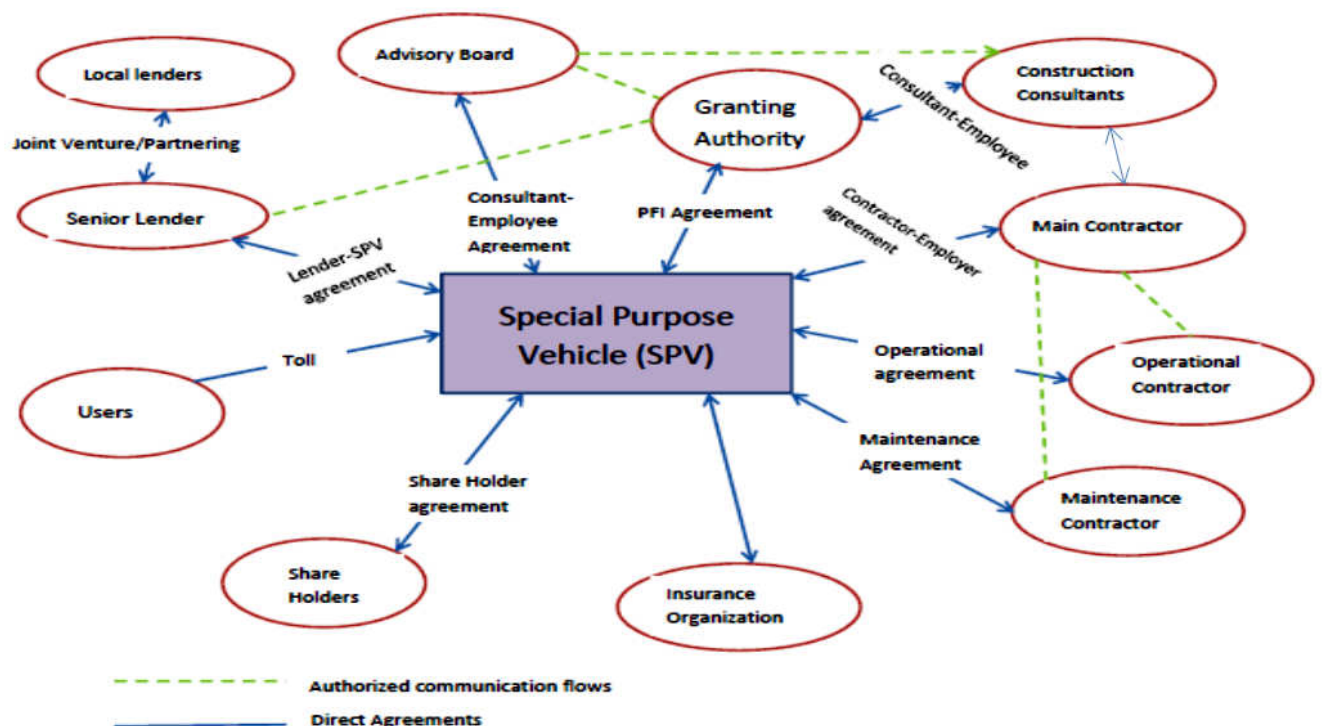 Local lenders
Advisory Board
Construction
Consultants
Granting
Authority
Consultant-Employee
Joint Venture/Partnering
Senior Lender
Consultant-
Employee
Agreement
PFI Agreement
Contractor-Employer
agreement
Main Contractor
Lender-SPV
agreement
Special Purpose
Vehicle (SPV)
Toll
Operational
agreement
Operational
Contractor
Users
Maintenance
Agreement
Share Holder
agreement
Maintenance
Contractor
Share
Holders
Insurance
Organization
Authorized communication flows
Direct Agreements